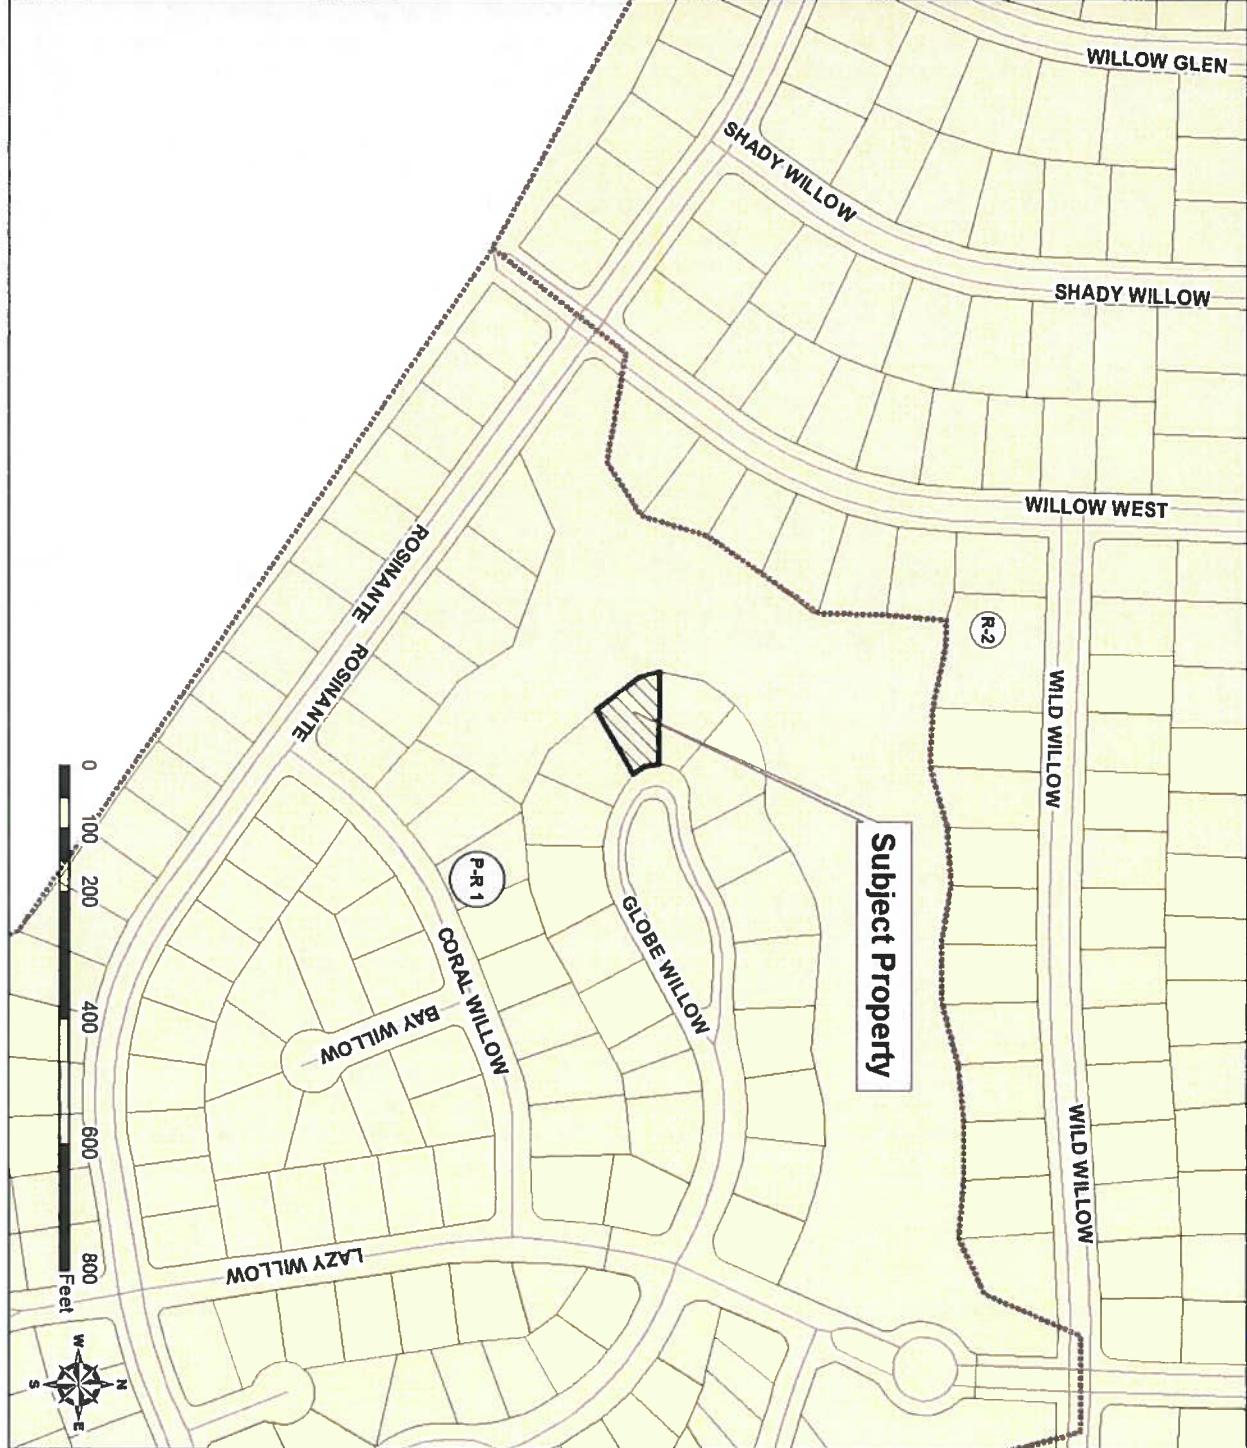 WILLOW GLEN
SHADY WILLOW
SHADY WILLOW
WILLOW WEST
R-2
WILD WILLOW
WILD WILLOW
ROSINANTE
ROSINANTE
Subject Property
P-R 1
GLOBE WILLOW
CORAL WILLOW
BAY WILLOW
LAZY WILLOW
0 100 200 400 600 800
Feet
N
W
E
S